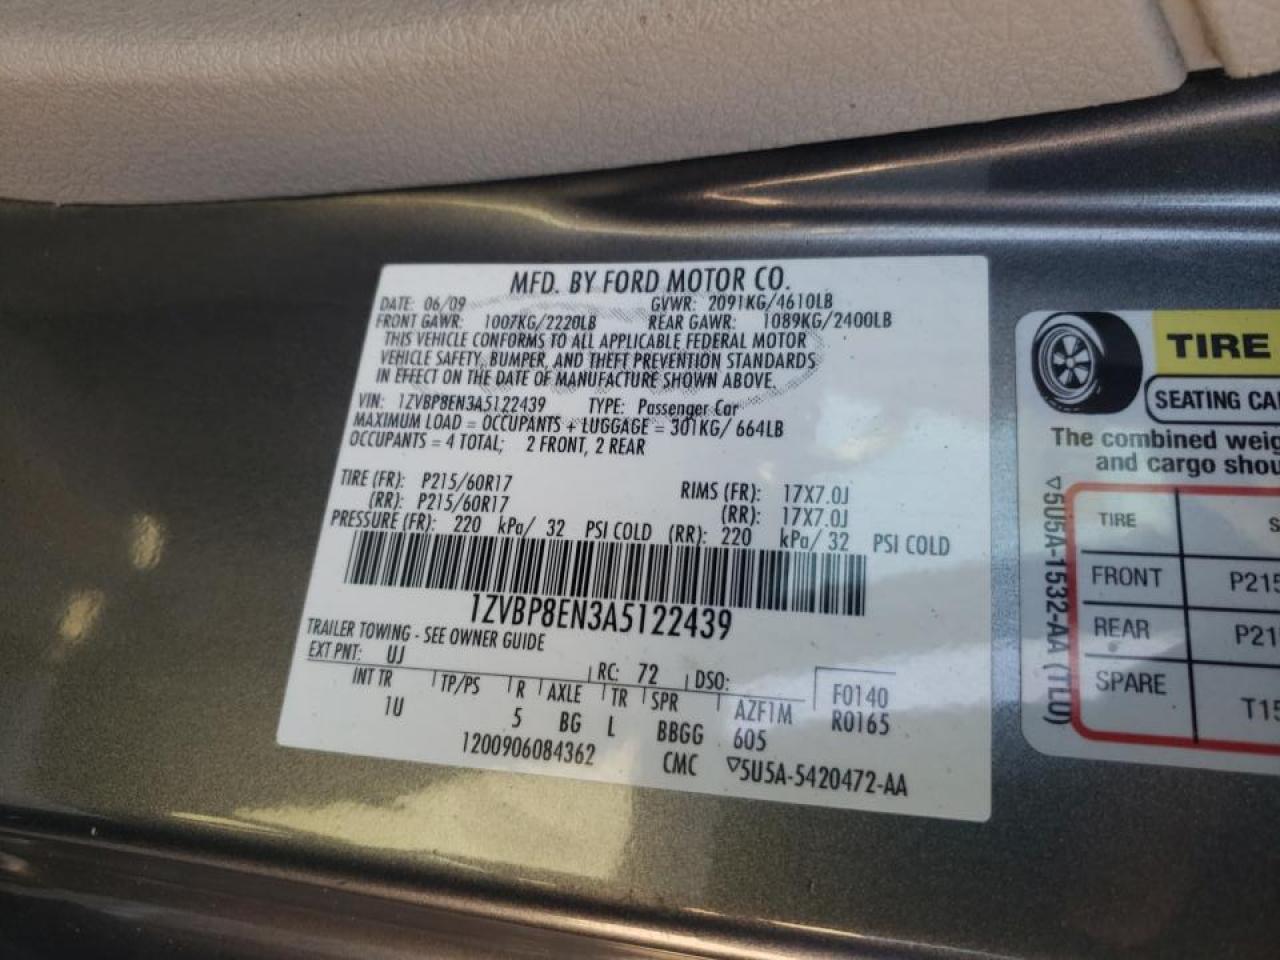 MFD. BY FORD MOTOR CO.
DATE: 06/09 GVWR: 2091KG/4610LB
FRONT GAWR: 1007KG/2220LB REAR GAWR: 1089KG/2400LB
THIS VEHICLE CONFORMS TO ALL APPLICABLE FEDERAL MOTOR
VEHICLE SAFETY, BUMPER, AND THEFT PREVENTION STANDARDS
IN EFFECT ON THE DATE OF MANUFACTURE SHOWN ABOVE.
VIN: 1ZVBP8EN3A5122439 TYPE: Passenger Car
MAXIMUM LOAD = OCCUPANTS + LUGGAGE = 301KG/ 664LB
OCCUPANTS = 4 TOTAL; 2 FRONT, 2 REAR
TIRE (FR): P215/60R17 RIMS (FR): 17X7.0J
(RR): P215/60R17 (RR): 17X7.0J
PRESSURE (FR): 220 kPa/ 32 PSI COLD (RR): 220 kPa/ 32 PSI COLD
1ZVBP8EN3A5122439
TRAILER TOWING - SEE OWNER GUIDE
EXT PNT: UJ RC: 72 DSO:
INT TR TP/PS R AXLE TR SPR AZF1M F0140
1U 5 BG L BBGG 605 R0165
1200906084362 CMC ▽5U5A-5420472-AA
TIRE
SEATING CA
The combined weig
and cargo shou
▽5U5A-1532-AA (TLU)
TIRE S
FRONT P215
REAR P21
SPARE T15